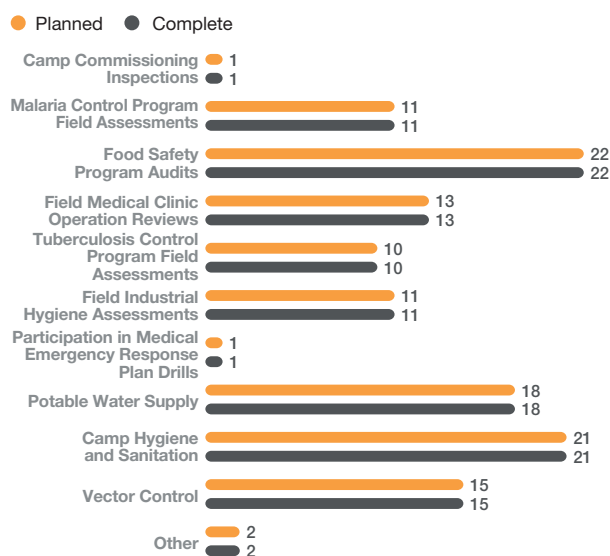 Planned Complete
Camp Commissioning
Inspections
1
1
Malaria Control Program
Field Assessments
11
11
Food Safety
Program Audits
22
22
Field Medical Clinic
Operation Reviews
13
13
Tuberculosis Control
Program Field
Assessments
10
10
Field Industrial
Hygiene Assessments
11
11
Participation in Medical
Emergency Response
Plan Drills
1
1
Potable Water Supply
18
18
Camp Hygiene
and Sanitation
21
21
Vector Control
15
15
Other
2
2